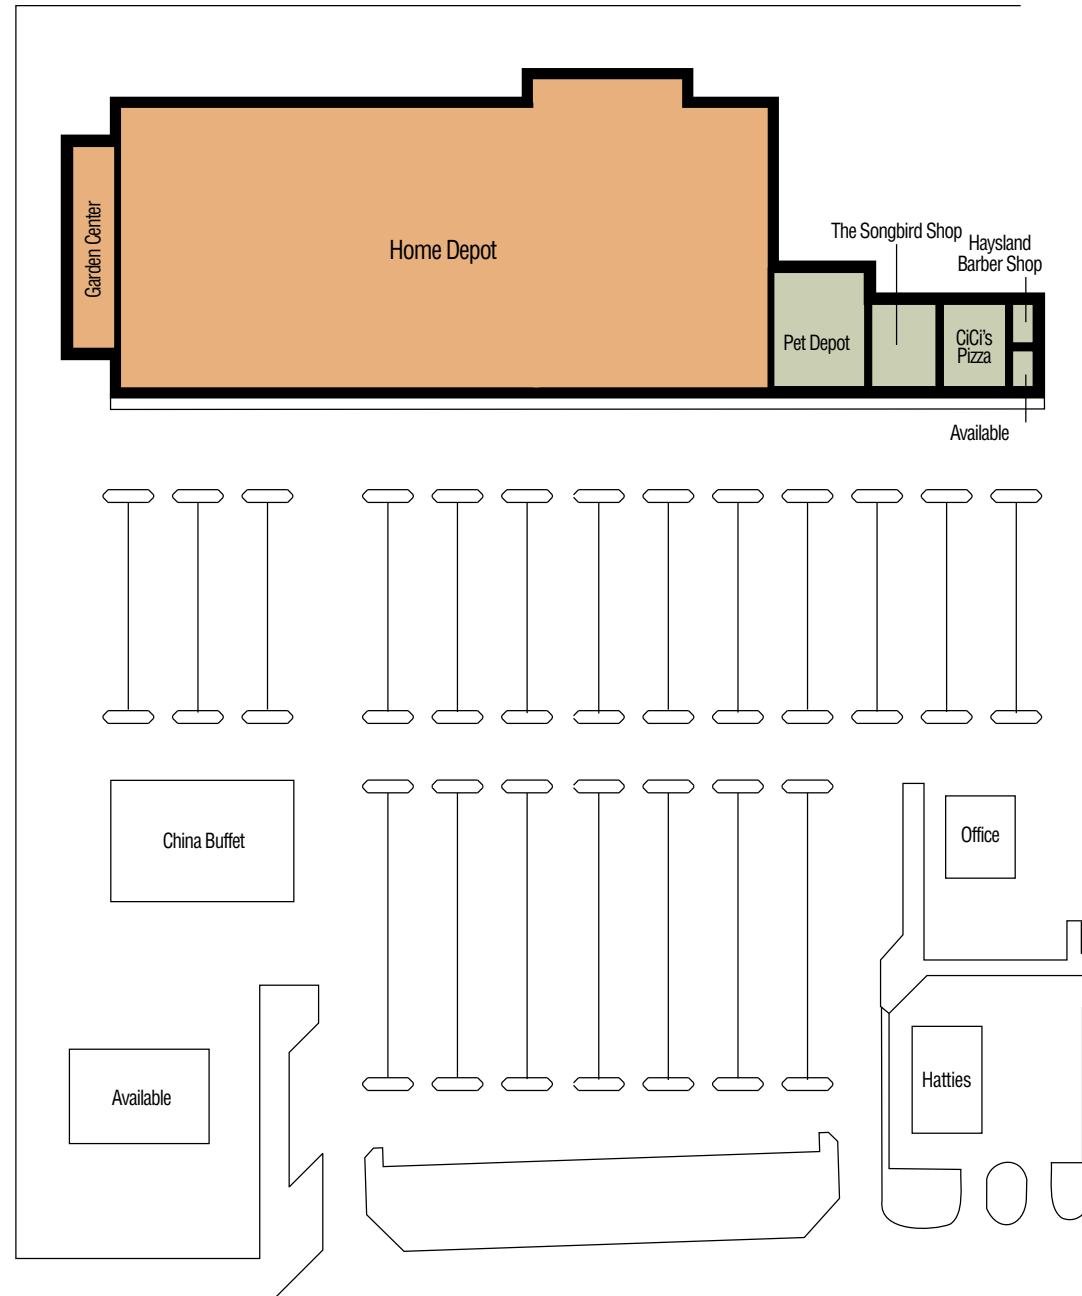 The Songbird Shop
Haysland
Barber Shop
Garden Center
Home Depot
Pet Depot
CiCi's
Pizza
Available
China Buffet
Office
Available
Hatties